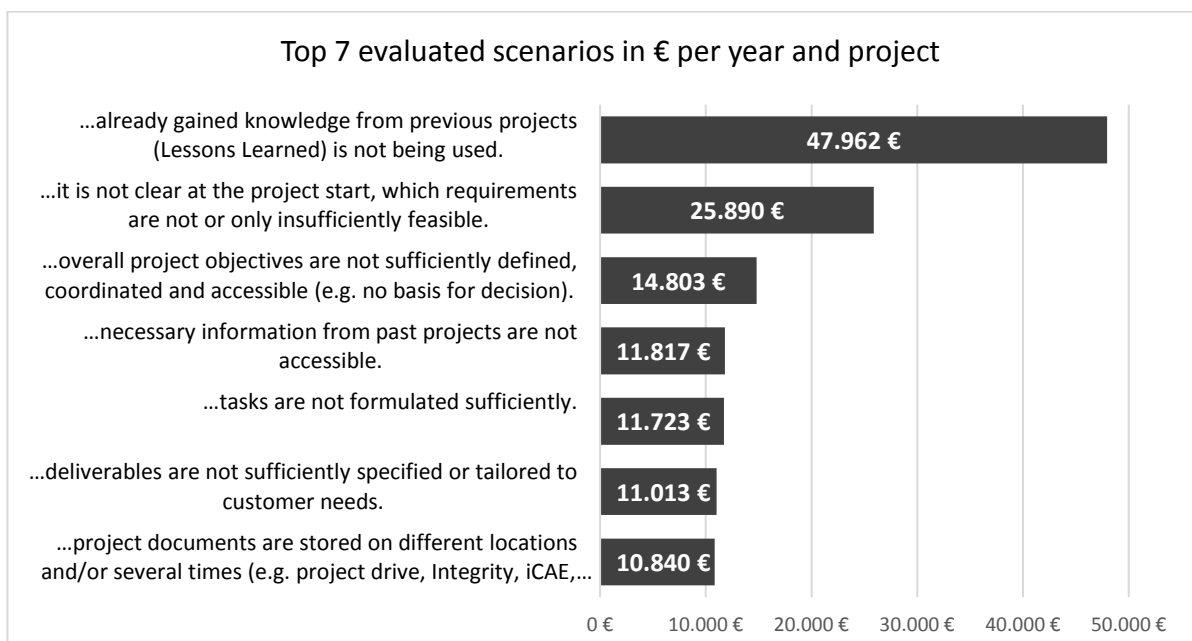 Top 7 evaluated scenarios in € per year and project
…already gained knowledge from previous projects
(Lessons Learned) is not being used.
47.962 €
…it is not clear at the project start, which requirements
are not or only insufficiently feasible.
25.890 €
…overall project objectives are not sufficiently defined,
coordinated and accessible (e.g. no basis for decision).
14.803 €
…necessary information from past projects are not
accessible.
11.817 €
…tasks are not formulated sufficiently.
11.723 €
…deliverables are not sufficiently specified or tailored to
customer needs.
11.013 €
…project documents are stored on different locations
and/or several times (e.g. project drive, Integrity, iCAE,…
10.840 €
0 € 10.000 € 20.000 € 30.000 € 40.000 € 50.000 €